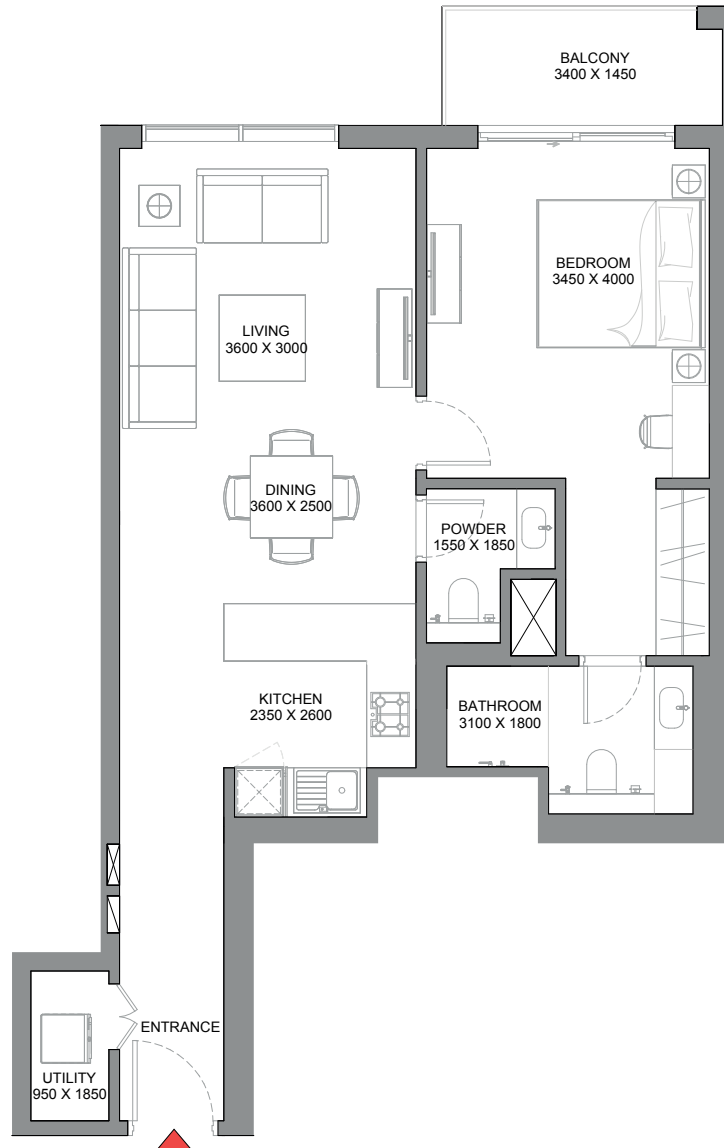 BALCONY
3400 X 1450
BEDROOM
3450 X 4000
LIVING
3600 X 3000
DINING
3600 X 2500
POWDER
1550 X 1850
KITCHEN
2350 X 2600
BATHROOM
3100 X 1800
ENTRANCE
UTILITY
950 X 1850